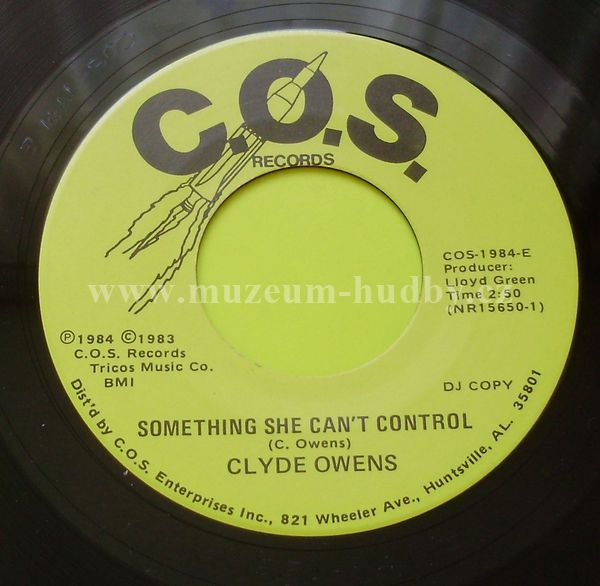 C.O.S.
RECORDS
COS-1984-E
Producer:
Lloyd Green
Time 2:50
(NR15650-1)
www.muzeum-hudby.cz
℗1984 ©1983
C.O.S. Records
Tricos Music Co.
BMI
DJ COPY
SOMETHING SHE CAN'T CONTROL
(C. Owens)
CLYDE OWENS
Dist'd by C.O.S. Enterprises Inc., 821 Wheeler Ave., Huntsville, AL. 35801